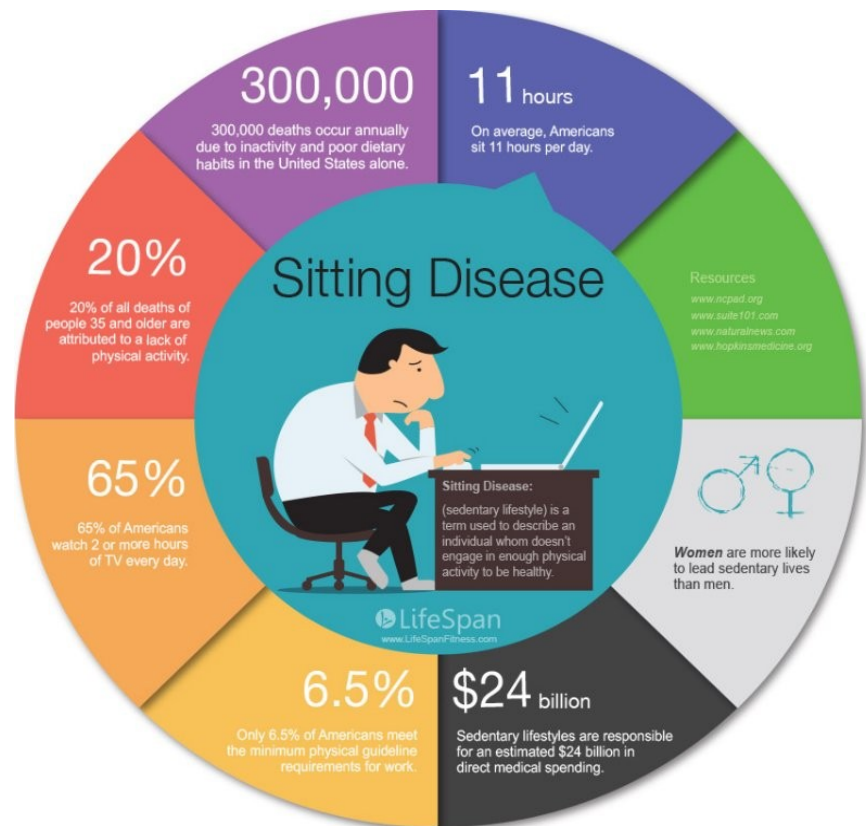 Sitting Disease
11 hours
On average, Americans
sit 11 hours per day.
Resources
www.ncpad.org
www.suite101.com
www.naturalnews.com
www.hopkinsmedicine.org
Women are more likely
to lead sedentary lives
than men.
$24 billion
Sedentary lifestyles are responsible
for an estimated $24 billion in
direct medical spending.
6.5%
Only 6.5% of Americans meet
the minimum physical guideline
requirements for work.
65%
65% of Americans
watch 2 or more hours
of TV every day.
20%
20% of all deaths of
people 35 and older are
attributed to a lack of
physical activity.
300,000
300,000 deaths occur annually
due to inactivity and poor dietary
habits in the United States alone.
Sitting Disease:
(sedentary lifestyle) is a
term used to describe an
individual whom doesn't
engage in enough physical
activity to be healthy.
LifeSpan
www.LifeSpanFitness.com